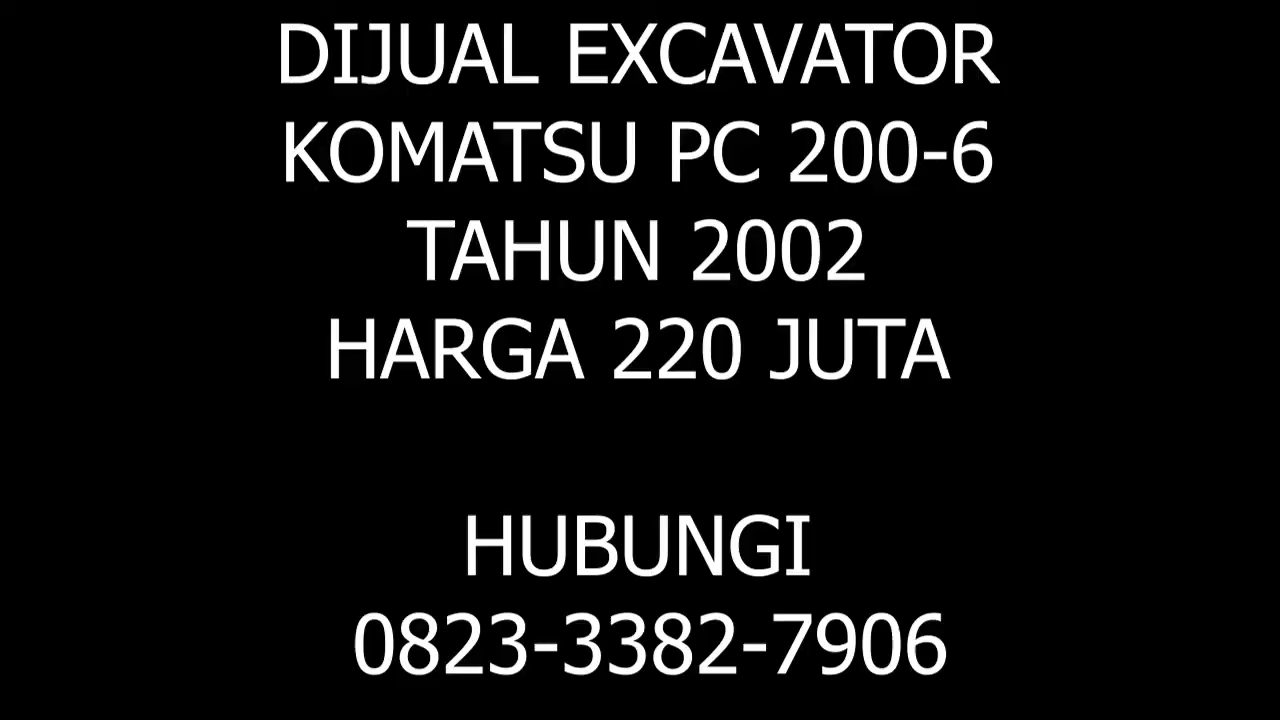 DIJUAL EXCAVATOR
KOMATSU PC 200-6
TAHUN 2002
HARGA 220 JUTA
HUBUNGI
0823-3382-7906